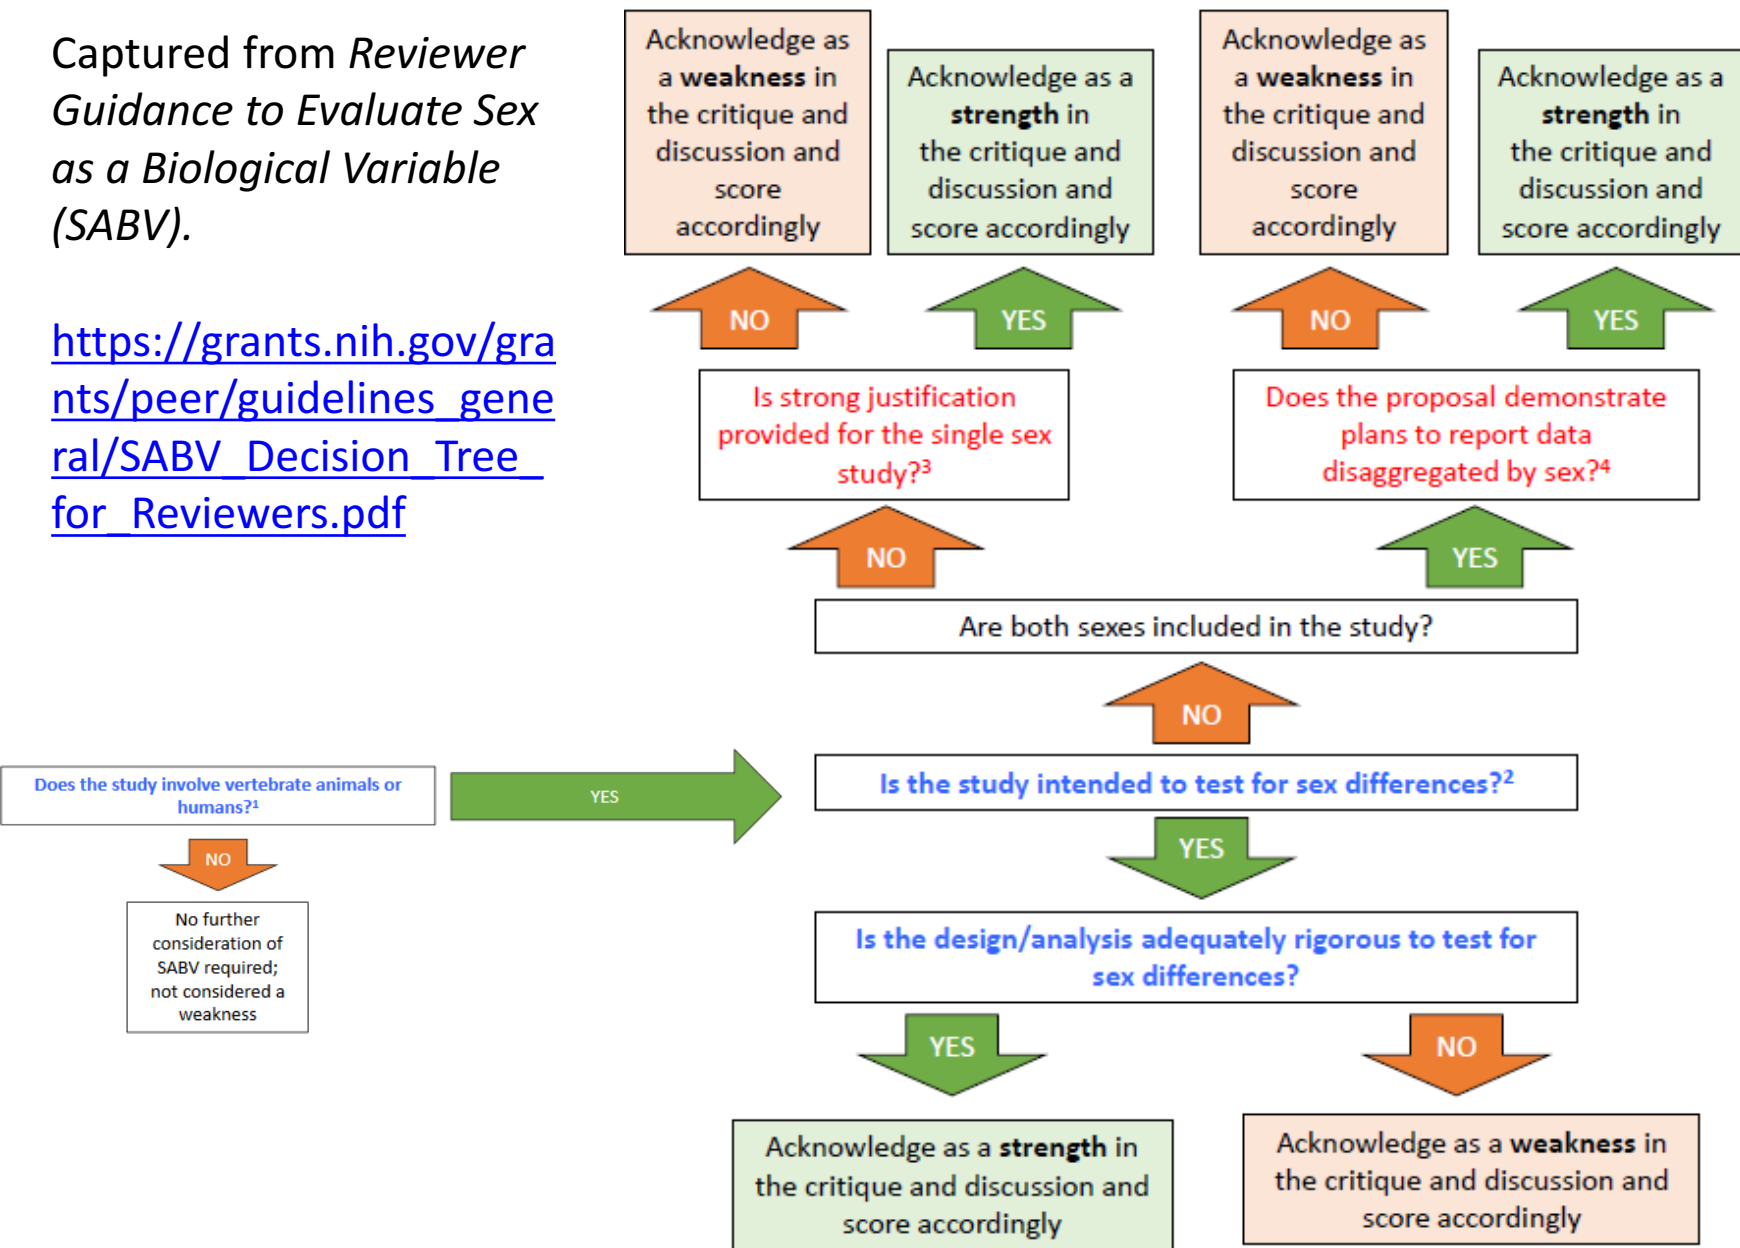 Captured from Reviewer
Guidance to Evaluate Sex
as a Biological Variable
(SABV).
https://grants.nih.gov/gra
nts/peer/guidelines_gene
ral/SABV_Decision_Tree_
for_Reviewers.pdf
Acknowledge as
a weakness in
the critique and
discussion and
score
accordingly
Acknowledge as a
strength in
the critique and
discussion and
score accordingly
Acknowledge as
a weakness in
the critique and
discussion and
score
accordingly
Acknowledge as a
strength in
the critique and
discussion and
score accordingly
NO
YES
NO
YES
Is strong justification
provided for the single sex
study?³
Does the proposal demonstrate
plans to report data
disaggregated by sex?⁴
NO
YES
Are both sexes included in the study?
NO
Does the study involve vertebrate animals or
humans?¹
YES
Is the study intended to test for sex differences?²
NO
YES
No further
consideration of
SABV required;
not considered a
weakness
Is the design/analysis adequately rigorous to test for
sex differences?
YES
NO
Acknowledge as a strength in
the critique and discussion and
score accordingly
Acknowledge as a weakness in
the critique and discussion and
score accordingly